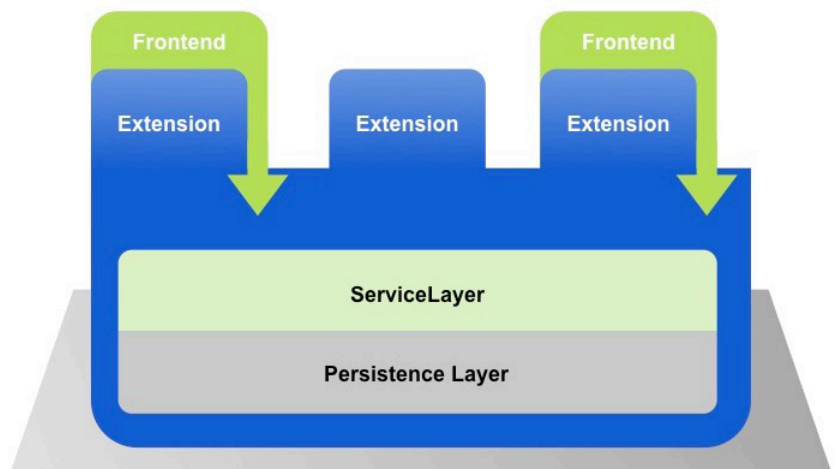 Frontend
Frontend
Extension
Extension
Extension
ServiceLayer
Persistence Layer